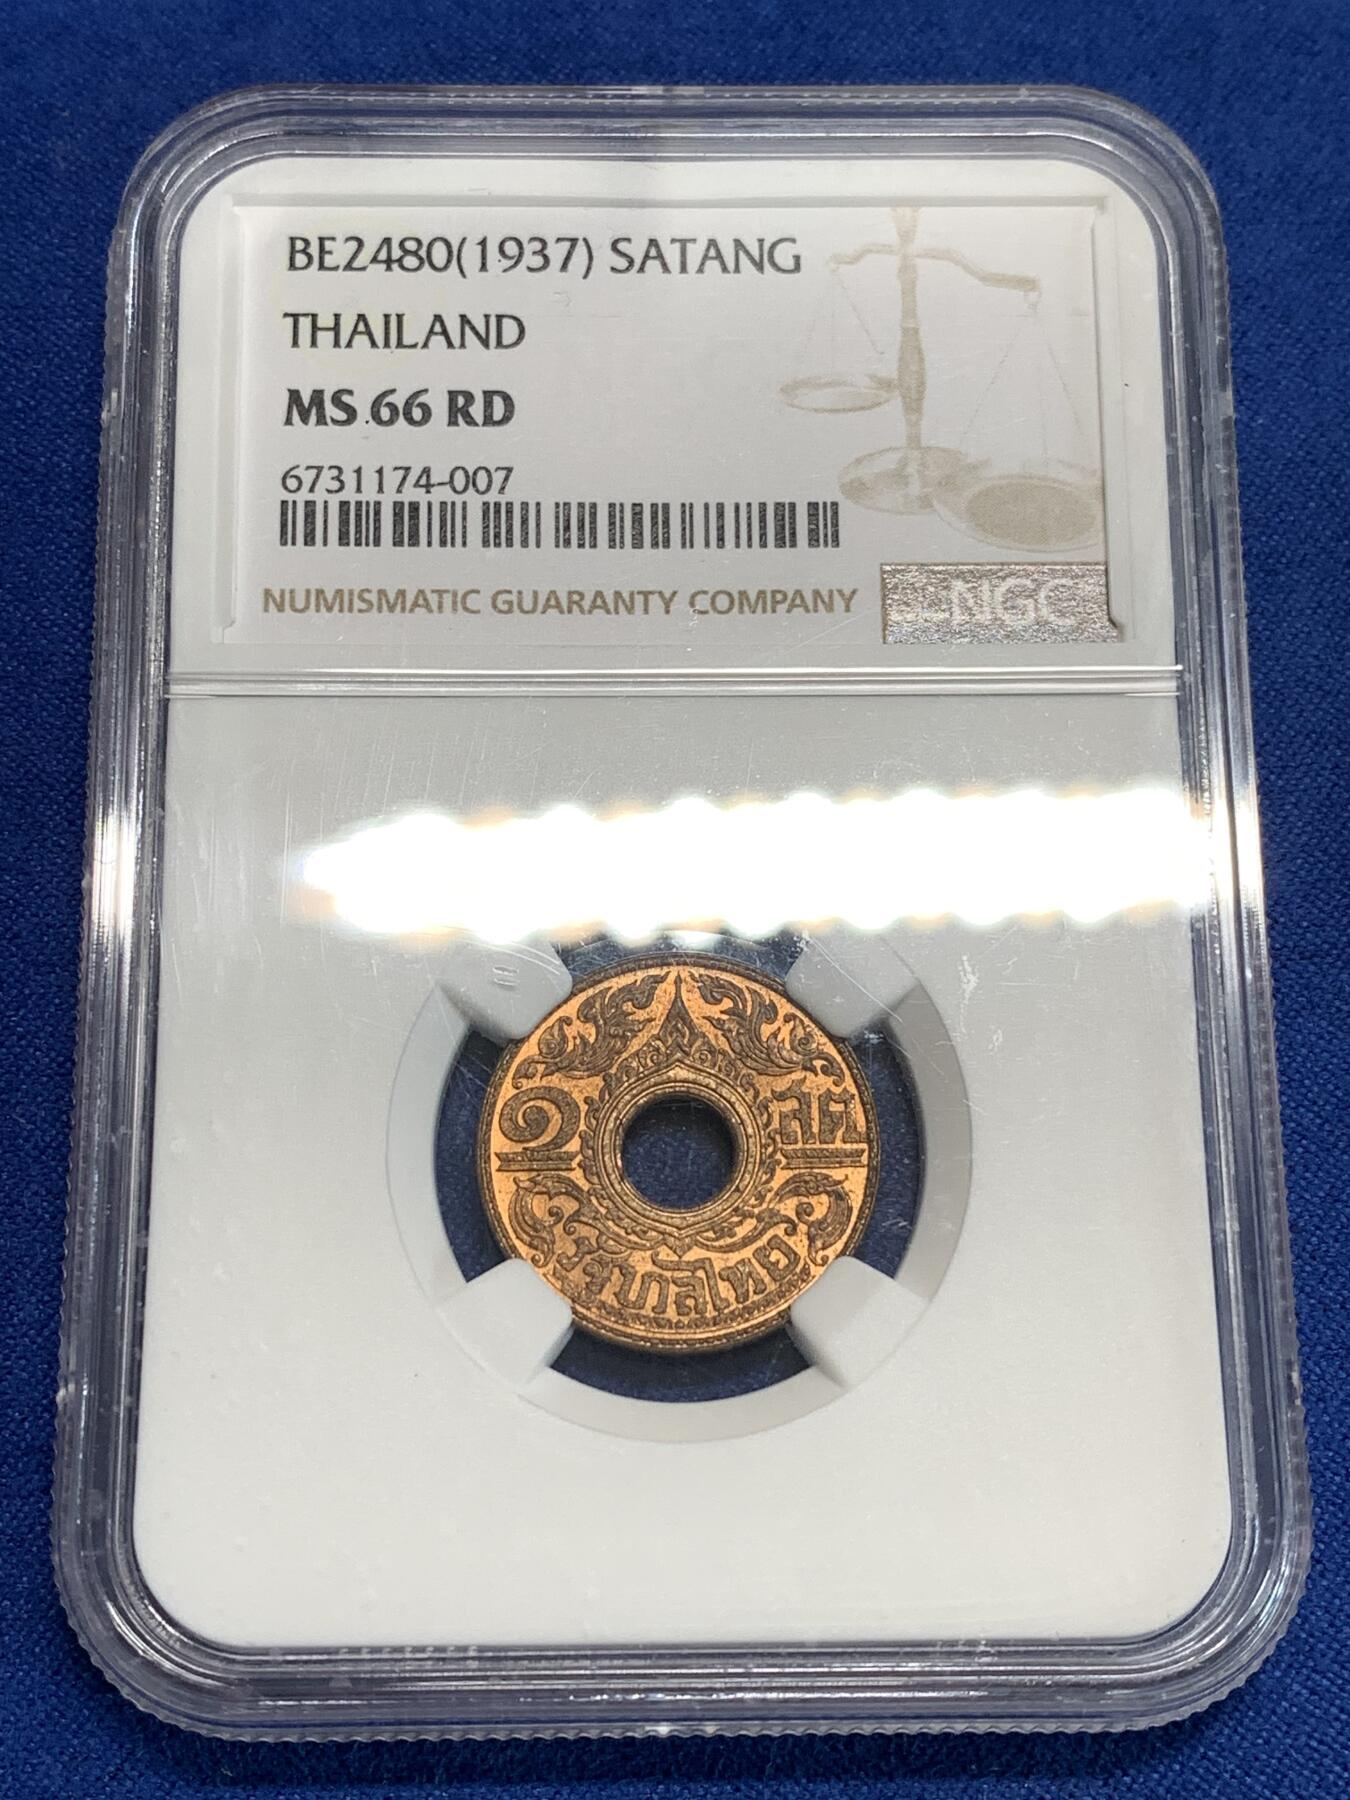 BE2480(1937) SATANG
THAILAND
MS 66 RD
6731174-007
NUMISMATIC GUARANTY COMPANY
NGC
๑ สต
รัฐบาลไทย